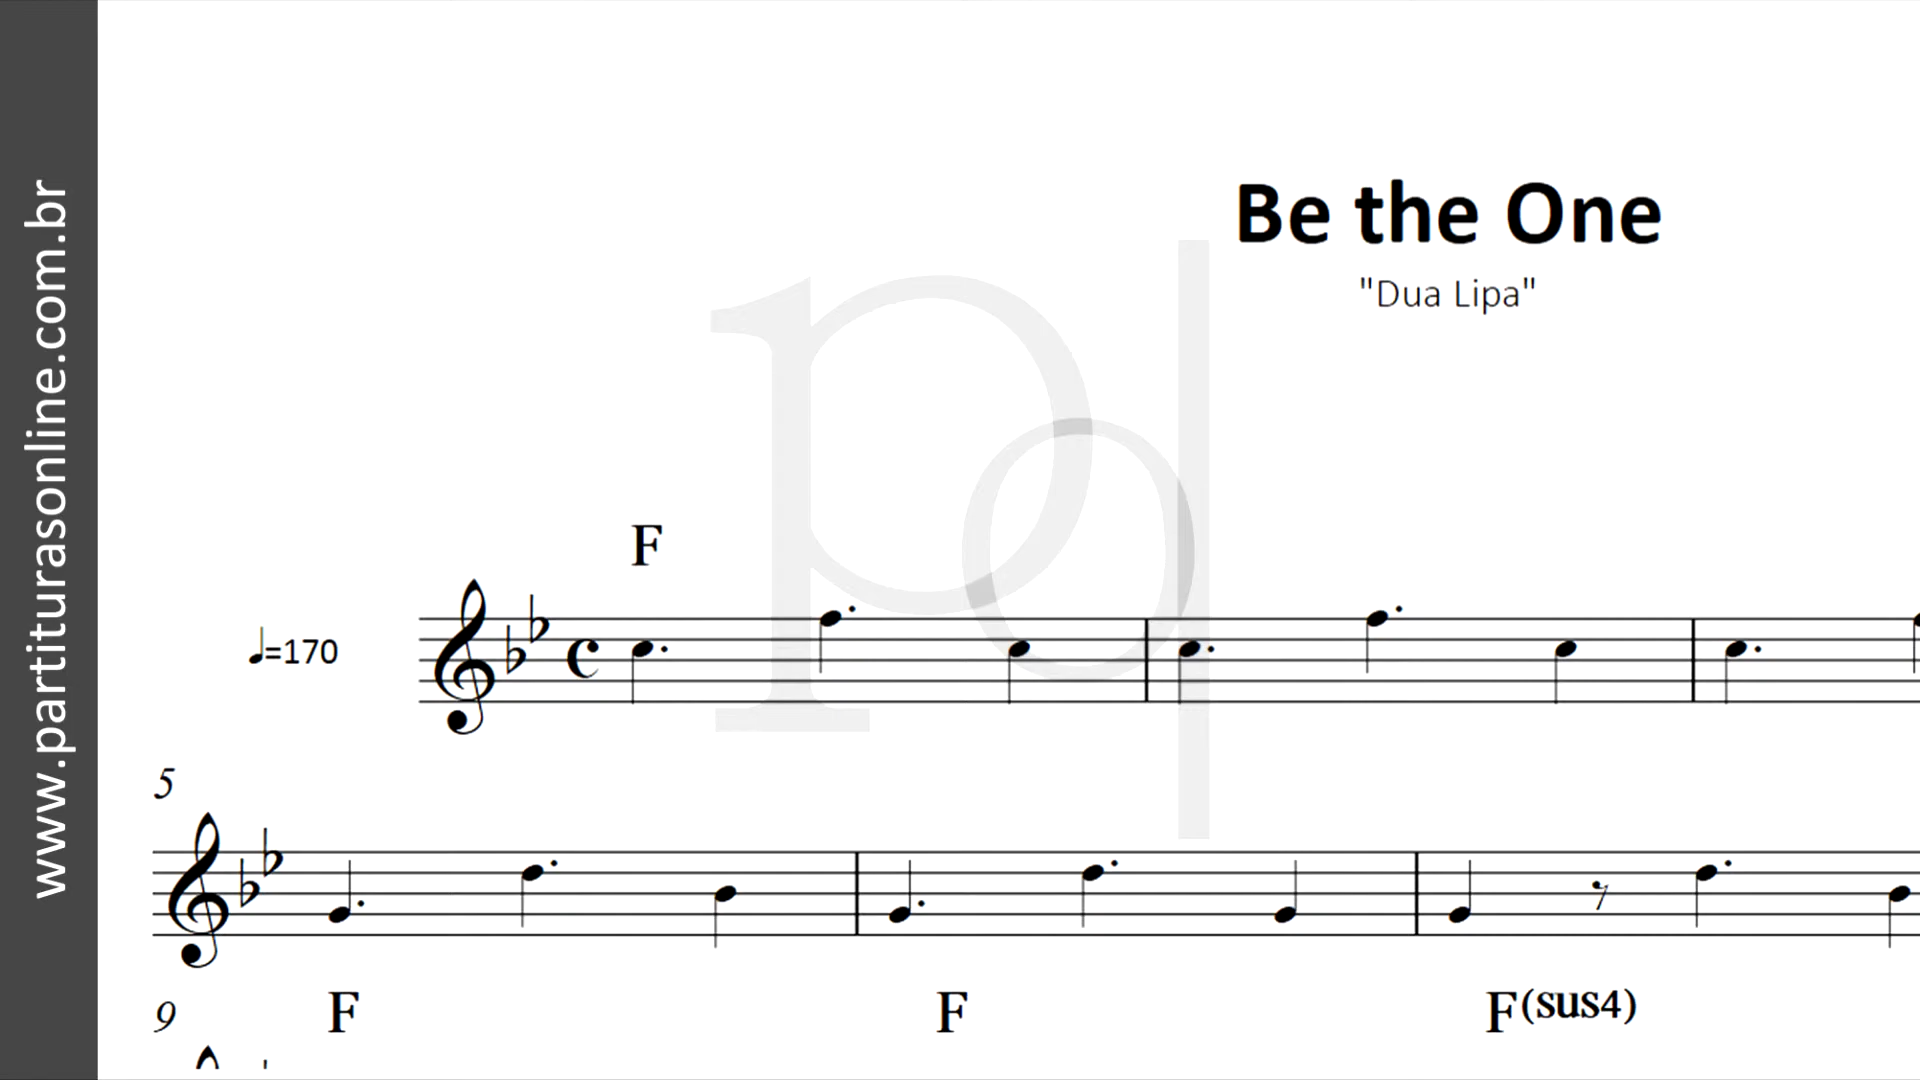 www.partiturasonline.com.br
Be the One
"Dua Lipa"
F
=170
5
9 F F F(sus4)